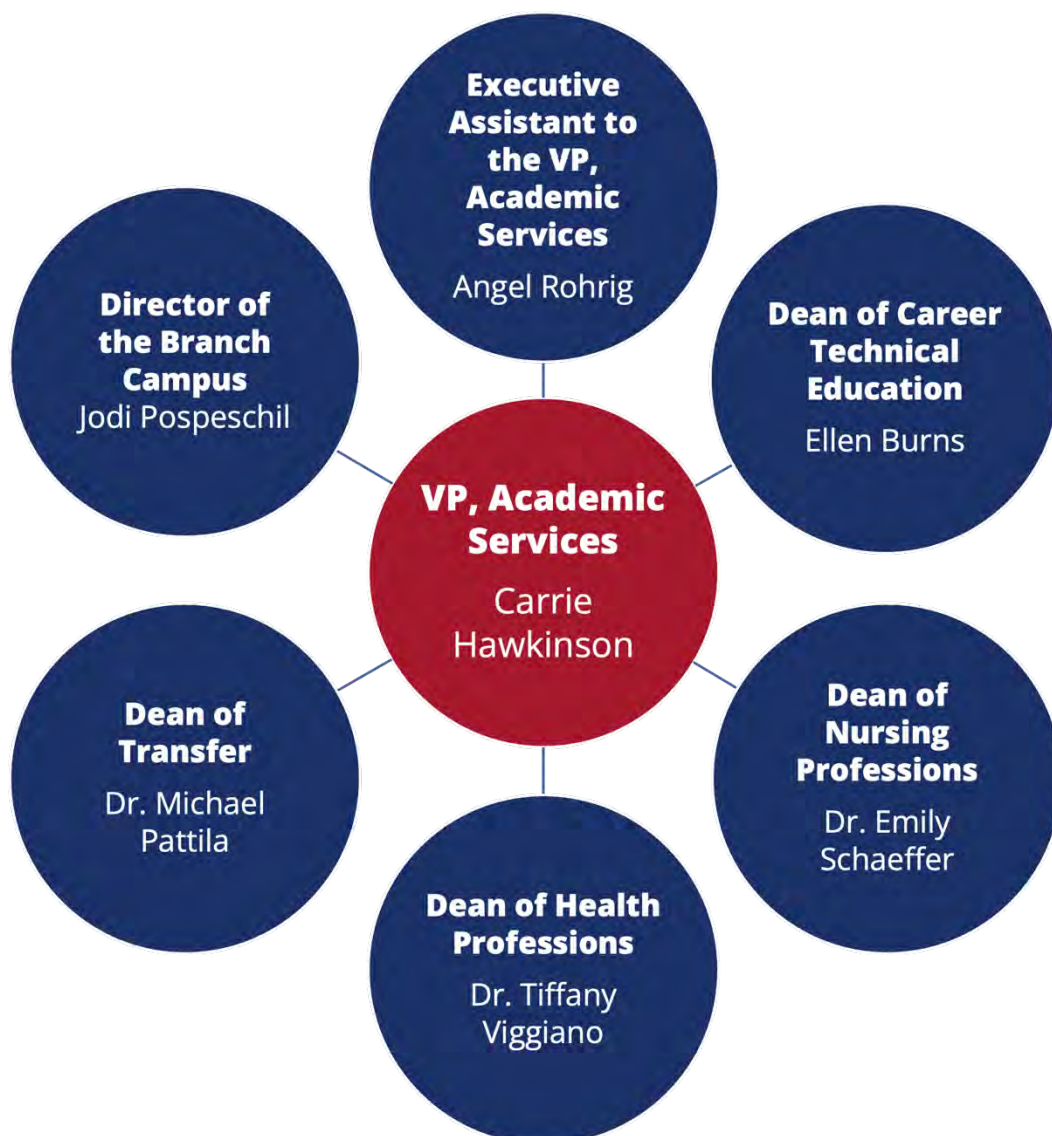 Executive
Assistant to
the VP,
Academic
Services
Angel Rohrig
Dean of Career
Technical
Education
Ellen Burns
Dean of
Nursing
Professions
Dr. Emily
Schaeffer
Dean of Health
Professions
Dr. Tiffany
Viggiano
Dean of
Transfer
Dr. Michael
Pattila
Director of
the Branch
Campus
Jodi Pospeschil
VP, Academic
Services
Carrie
Hawkinson